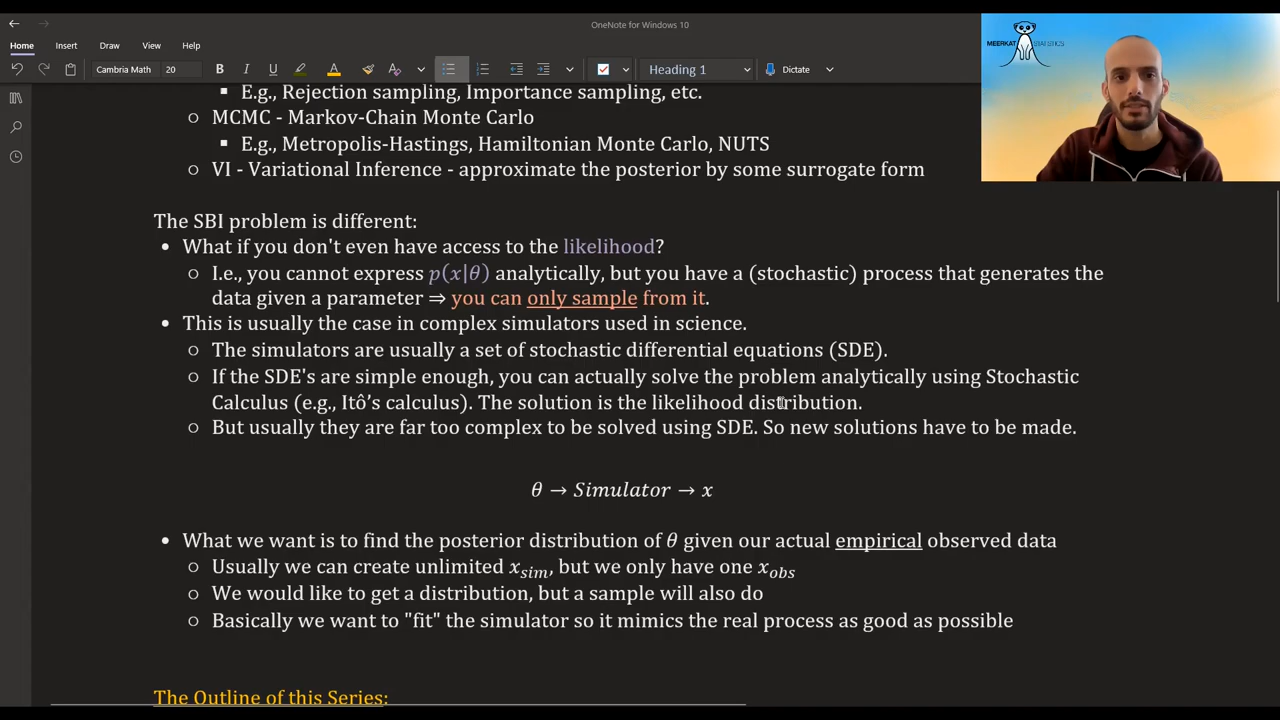 OneNote for Windows 10
Home Insert Draw View Help
Cambria Math 20 B I U A A Heading 1 Dictate
MEERKAT STATISTICS
▪ E.g., Rejection sampling, Importance sampling, etc.
○ MCMC - Markov-Chain Monte Carlo
▪ E.g., Metropolis-Hastings, Hamiltonian Monte Carlo, NUTS
○ VI - Variational Inference - approximate the posterior by some surrogate form
The SBI problem is different:
• What if you don't even have access to the likelihood?
○ I.e., you cannot express p(x|θ) analytically, but you have a (stochastic) process that generates the
data given a parameter ⇒ you can only sample from it.
• This is usually the case in complex simulators used in science.
○ The simulators are usually a set of stochastic differential equations (SDE).
○ If the SDE's are simple enough, you can actually solve the problem analytically using Stochastic
Calculus (e.g., Itô’s calculus). The solution is the likelihood distribution.
○ But usually they are far too complex to be solved using SDE. So new solutions have to be made.
θ → Simulator → x
• What we want is to find the posterior distribution of θ given our actual empirical observed data
○ Usually we can create unlimited x_sim, but we only have one x_obs
○ We would like to get a distribution, but a sample will also do
○ Basically we want to "fit" the simulator so it mimics the real process as good as possible
The Outline of this Series: